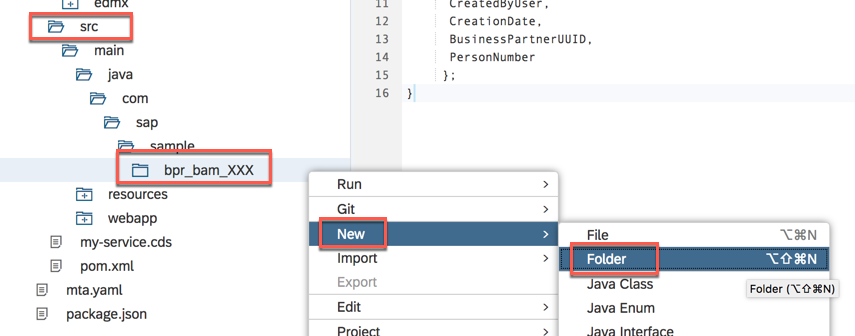 edmx
src
main
java
com
sap
sample
bpr_bam_XXX
resources
webapp
my-service.cds
pom.xml
mta.yaml
package.json
11 CreatedByUser,
12 CreationDate,
13 BusinessPartnerUUID,
14 PersonNumber
15 };
16 }
Run >
Git >
New >
Import >
Export
Edit >
Project
File ⌥⌘N
Folder ⌥⇧⌘N
Java Class
Java Enum
Java Interface
Folder (⌥⇧⌘N)